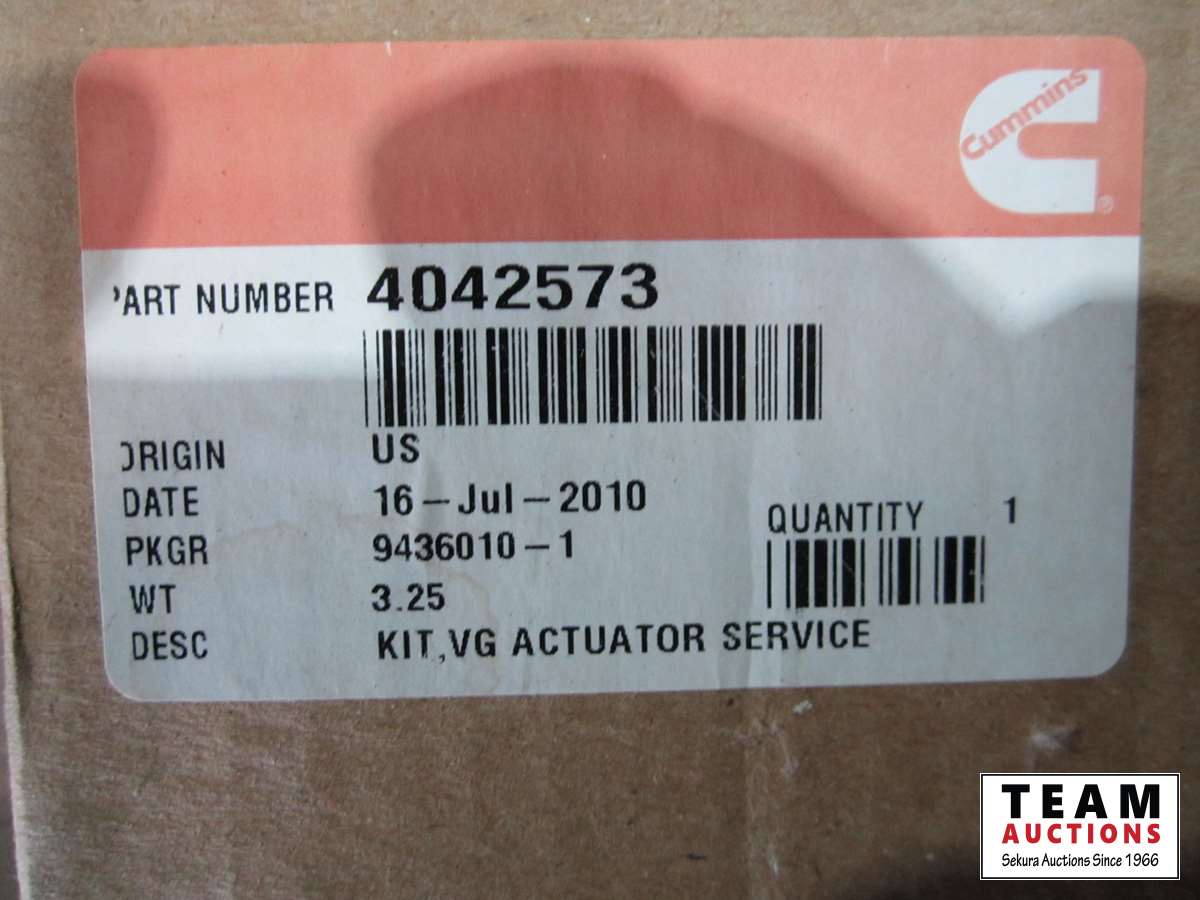 Cummins
®
'ART NUMBER 4042573
ORIGIN US
DATE 16-Jul-2010
PKGR 9436010-1
QUANTITY 1
WT 3.25
DESC KIT,VG ACTUATOR SERVICE
TEAM
AUCTIONS
Sekura Auctions Since 1966